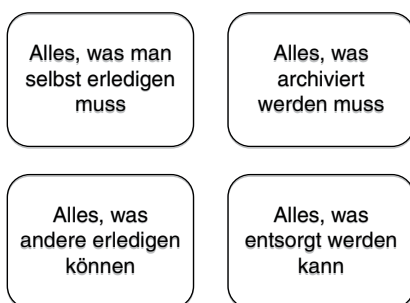 Alles, was man
selbst erledigen
muss
Alles, was
archiviert
werden muss
Alles, was
andere erledigen
können
Alles, was
entsorgt werden
kann